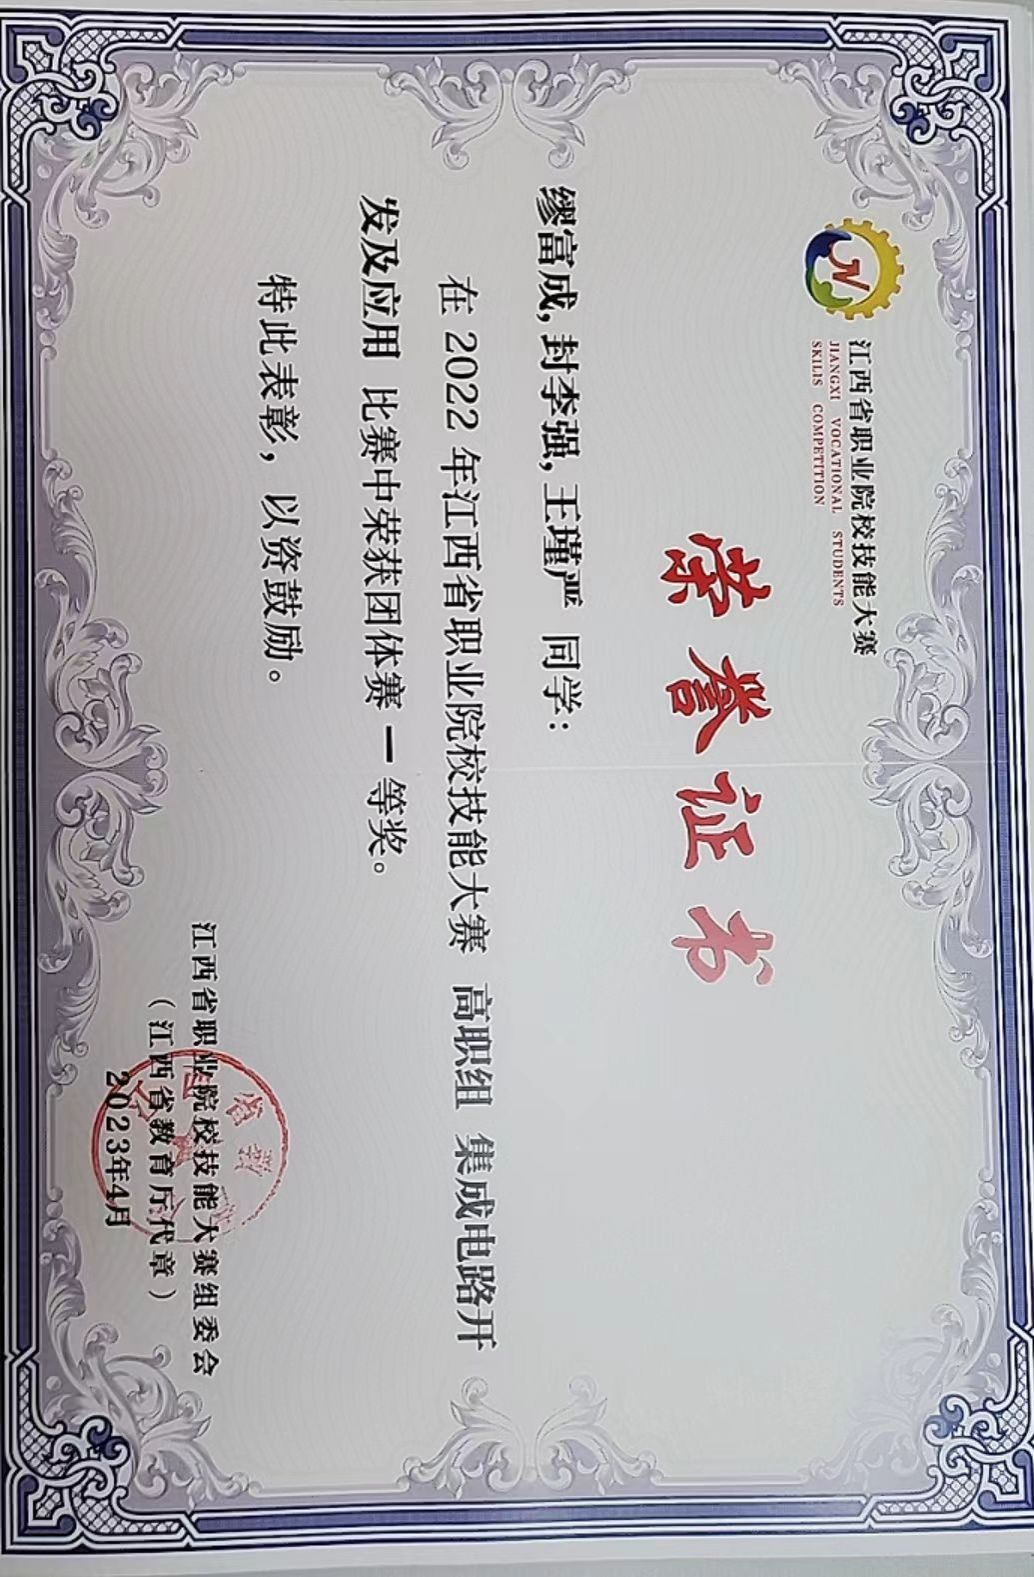 江西省职业院校技能大赛
JIANGXI VOCATIONAL STUDENTS
SKILIS COMPETITION
荣誉证书
缪富成,封李强,王瑾严 同学:
在 2022 年江西省职业院校技能大赛 高职组 集成电路开
发及应用 比赛中荣获团体赛 一 等奖。
特此表彰，以资鼓励。
江西省职业院校技能大赛组委会
（江西省教育厅代章）
2023年4月